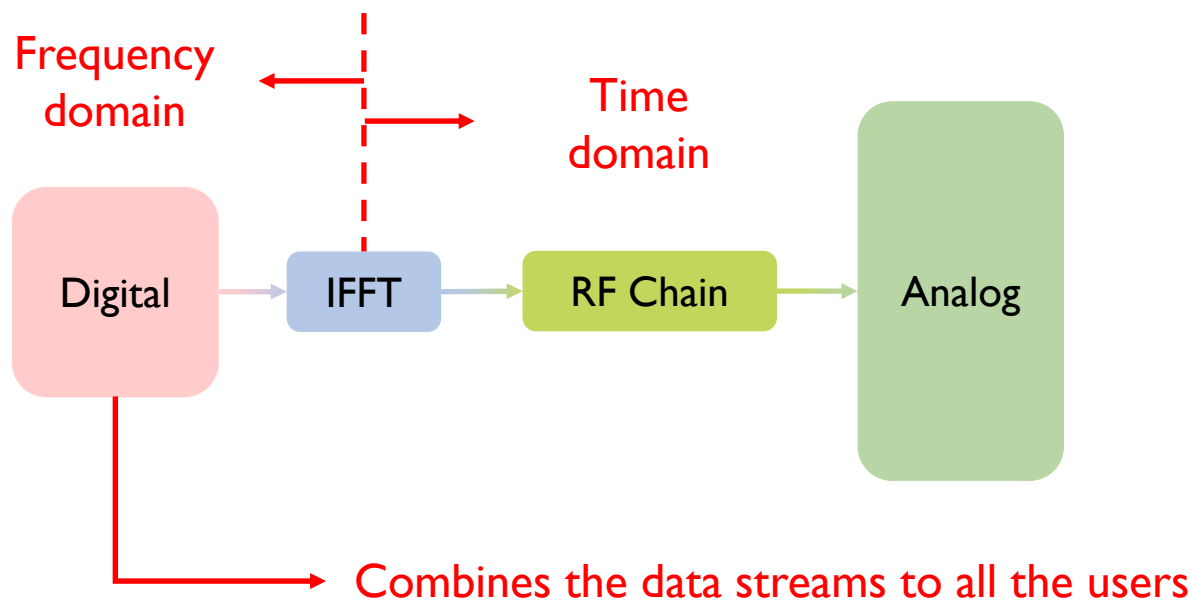 Frequency
domain
Time
domain
Digital
IFFT
RF Chain
Analog
Combines the data streams to all the users